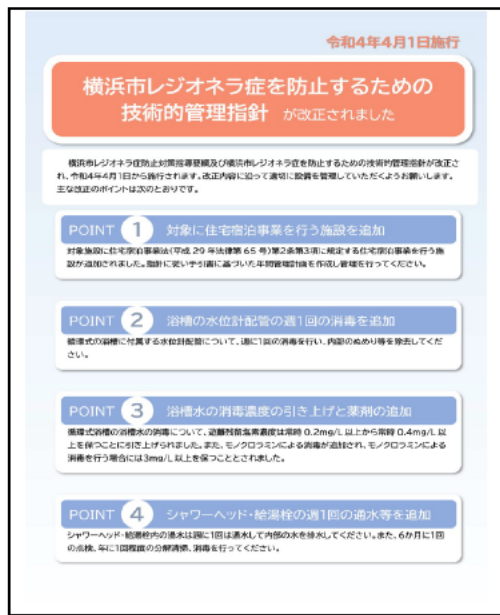 令和4年4月1日施行
横浜市レジオネラ症を防止するための
技術的管理指針 が改正されました
横浜市レジオネラ症防止対策指導要綱及び横浜市レジオネラ症を防止するための技術的管理指針が改正さ
れ、令和4年4月1日から施行されます。改正内容に沿って適切に設備を管理していただくようお願いします。
主な改正のポイントは次のとおりです。
POINT 1 対象に住宅宿泊事業を行う施設を追加
対象施設に住宅宿泊事業法(平成 29 年法律第 65 号)第2条第3項に規定する住宅宿泊事業を行う施
設が追加されました。指針に従い手引書に基づいた年間管理計画を作成し管理を行ってください。
POINT 2 浴槽の水位計配管の週1回の消毒を追加
循環式の浴槽に付属する水位計配管について、週に1回の消毒を行い、内部のぬめり等を除去してくだ
さい。
POINT 3 浴槽水の消毒濃度の引き上げと薬剤の追加
循環式浴槽の浴槽水の消毒について、遊離残留塩素濃度は常時 0.2mg/L 以上から常時 0.4mg/L 以
上を保つことに引き上げられました。また、モノクロラミンによる消毒が追加され、モノクロラミンによる
消毒を行う場合には3mg/L 以上を保つこととされました。
POINT 4 シャワーヘッド・給湯栓の週1回の通水等を追加
シャワーヘッド・給湯栓内の湯水は週に1回は通水して内部の水を排水してください。また、6か月に1回
の点検、年に1回程度の分解清掃、消毒を行ってください。